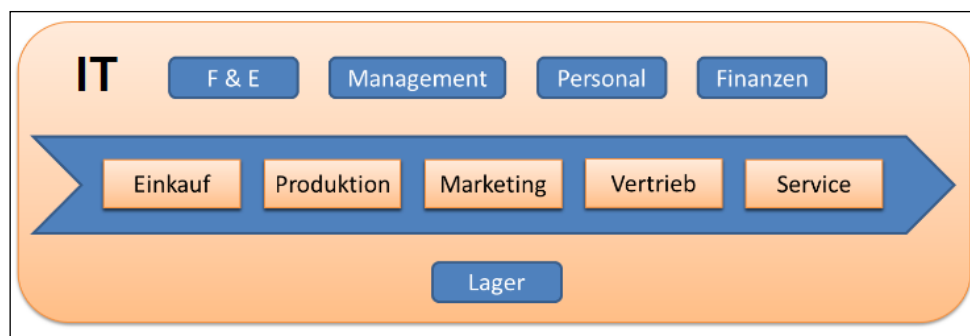 IT F & E Management Personal Finanzen
Einkauf Produktion Marketing Vertrieb Service
Lager